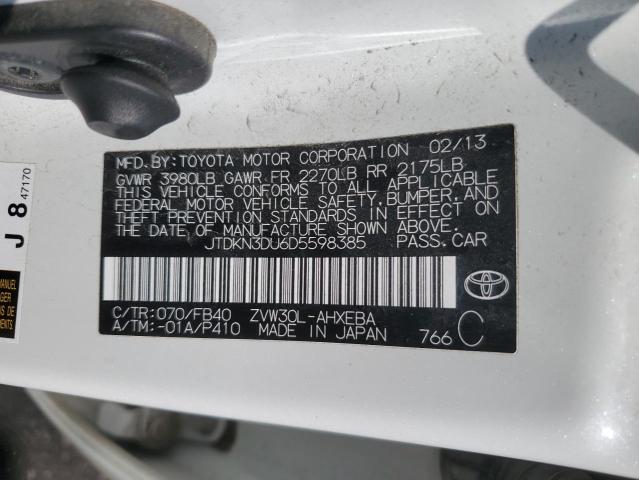 MFD. BY: TOYOTA MOTOR CORPORATION 02/13
GVWR 3980LB GAWR FR 2270LB RR 2175LB
THIS VEHICLE CONFORMS TO ALL APPLICABLE
FEDERAL MOTOR VEHICLE SAFETY, BUMPER, AND
THEFT PREVENTION STANDARDS IN EFFECT ON
THE DATE OF MANUFACTURE SHOWN ABOVE.
JTDKN3DU6D5598385 PASS. CAR
C/TR: 070/FB40 ZVW30L-AHXEBA
A/TM: -01A/P410 MADE IN JAPAN 766 C
J 8 47170
MANUEL